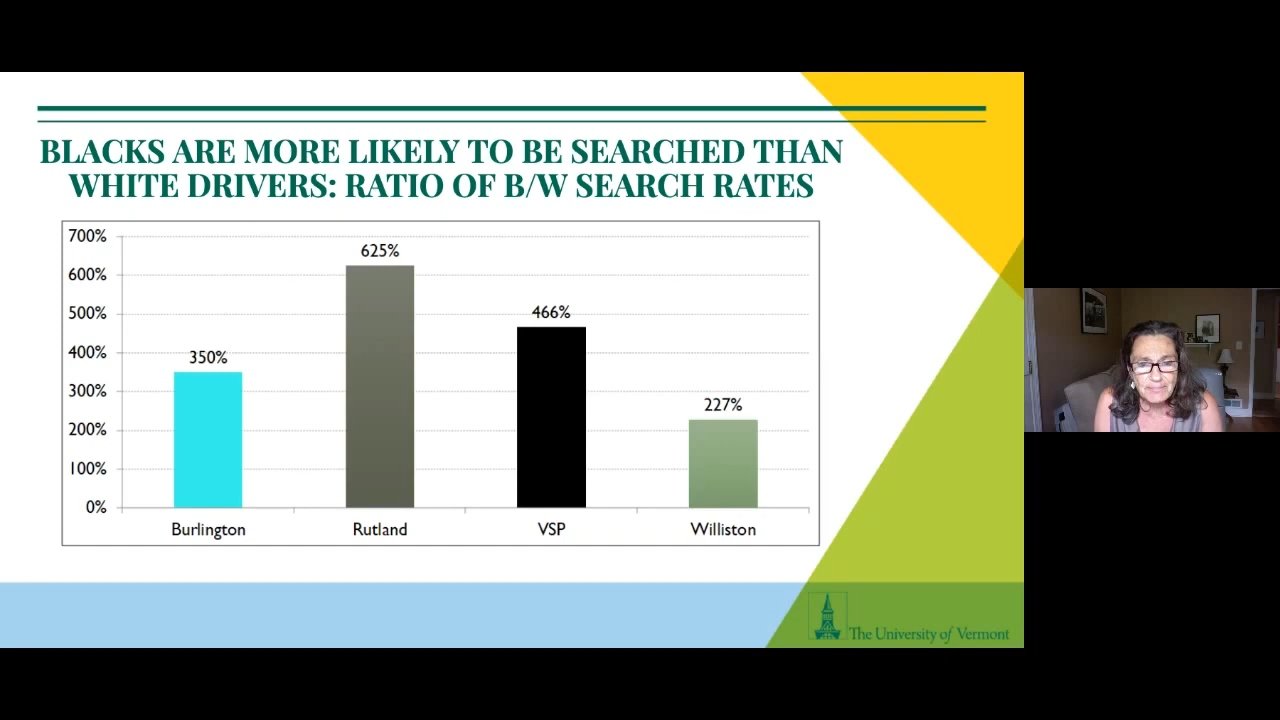 BLACKS ARE MORE LIKELY TO BE SEARCHED THAN
WHITE DRIVERS: RATIO OF B/W SEARCH RATES
700%
600%
500%
400%
300%
200%
100%
0%
350%
625%
466%
227%
Burlington
Rutland
VSP
Williston
The University of Vermont